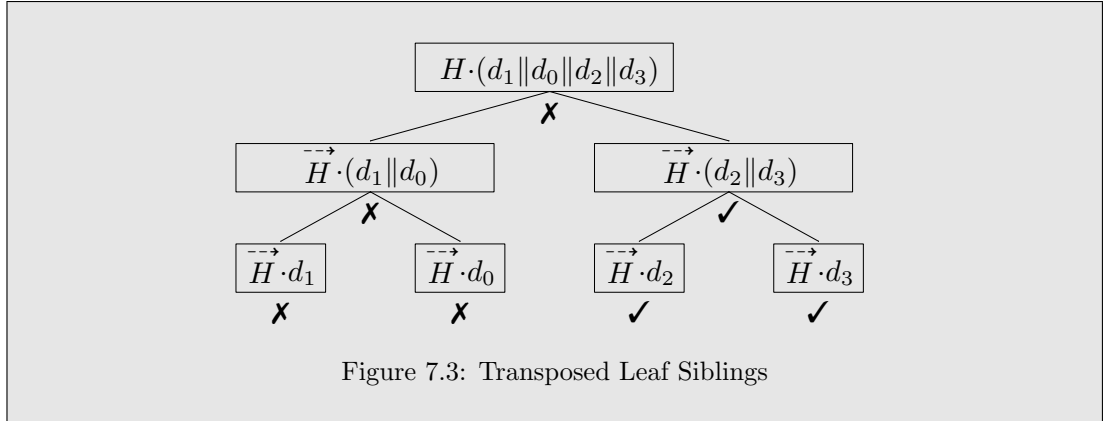 H·(d₁‖d₀‖d₂‖d₃)
✗
H⃗·(d₁‖d₀) H⃗·(d₂‖d₃)
✗ ✓
H⃗·d₁ H⃗·d₀ H⃗·d₂ H⃗·d₃
✗ ✗ ✓ ✓
Figure 7.3: Transposed Leaf Siblings